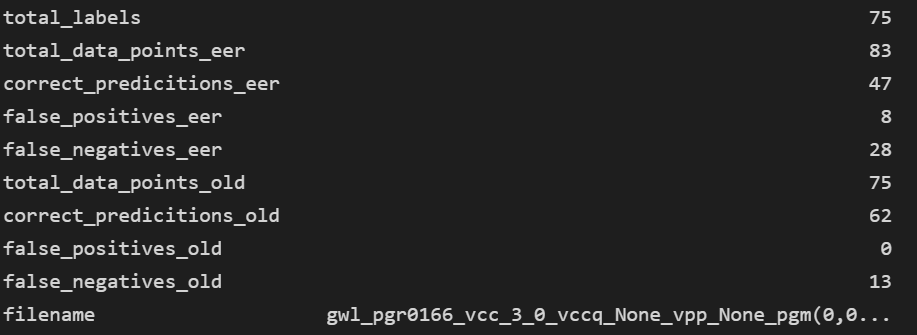 total_labels 75
total_data_points_eer 83
correct_predicitions_eer 47
false_positives_eer 8
false_negatives_eer 28
total_data_points_old 75
correct_predicitions_old 62
false_positives_old 0
false_negatives_old 13
filename gwl_pgr0166_vcc_3_0_vccq_None_vpp_None_pgm(0,0...